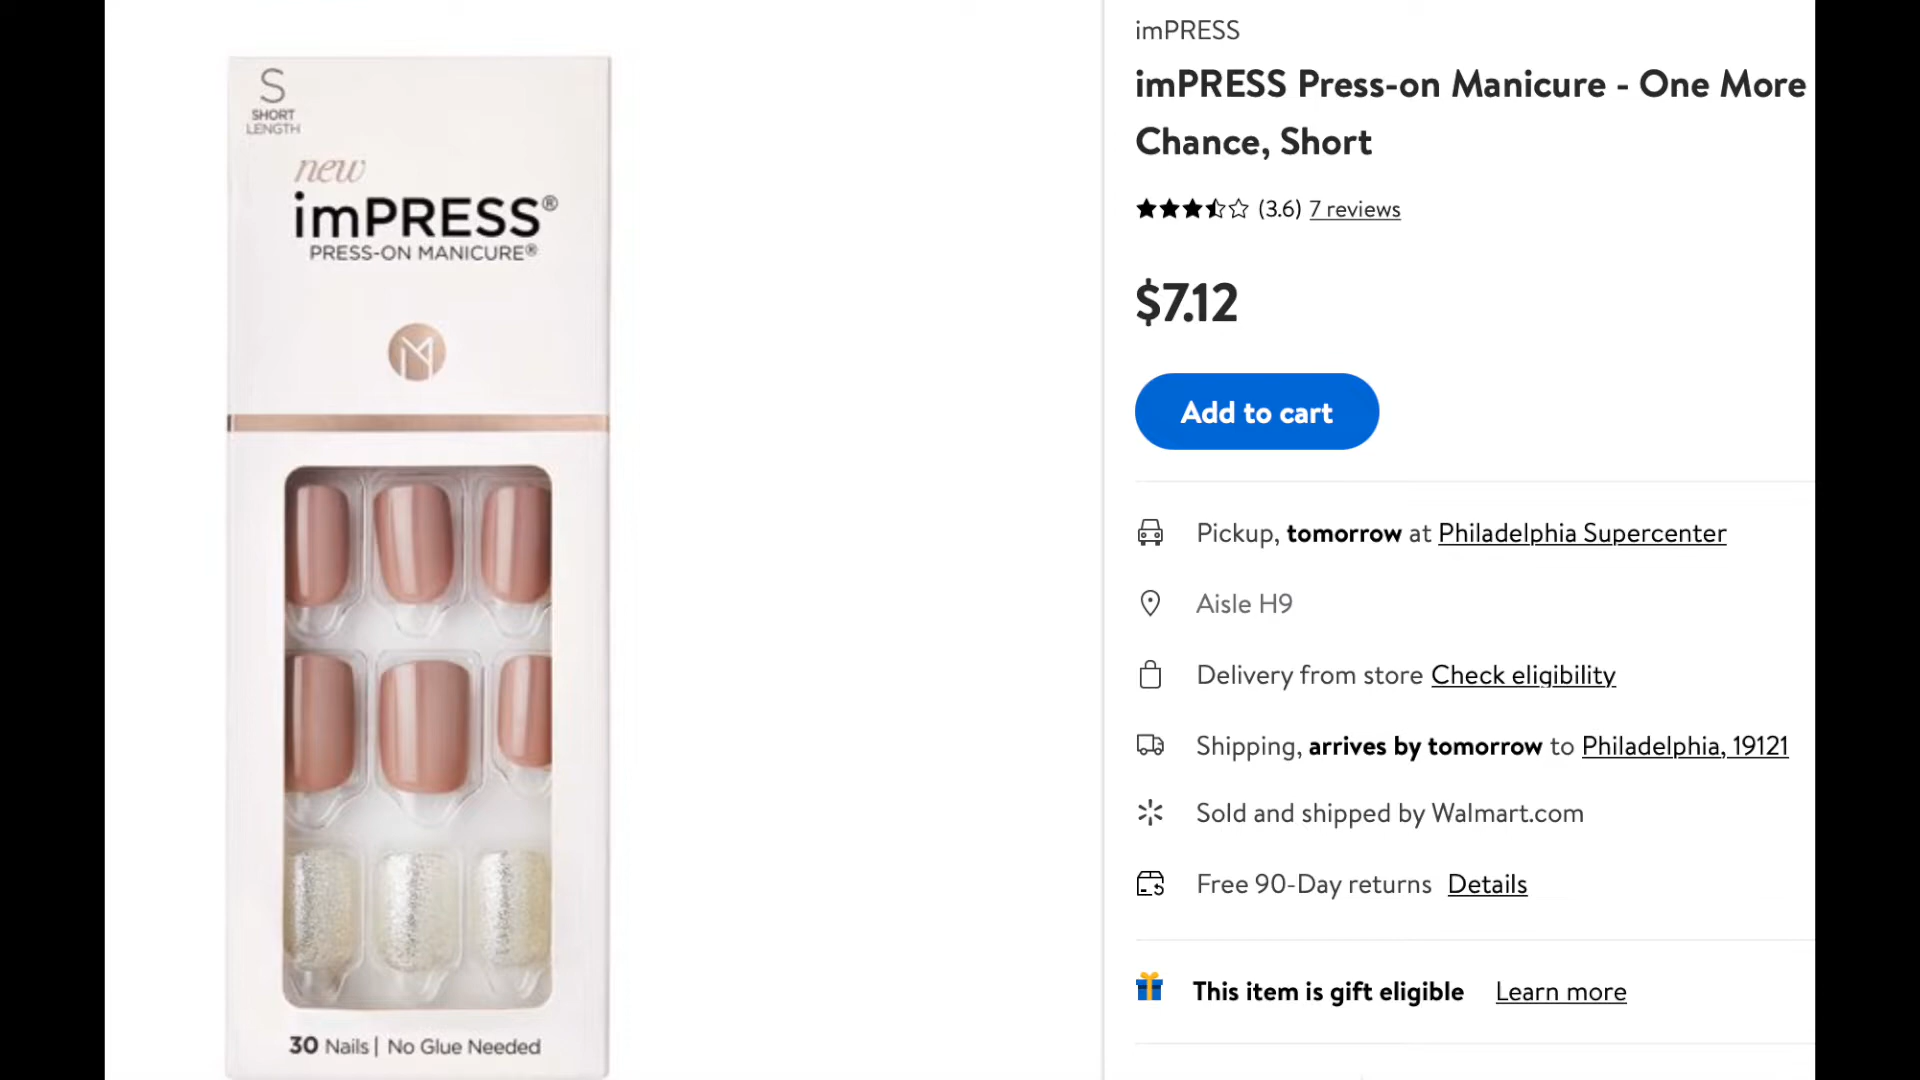 S
SHORT
LENGTH
new
imPRESS®
PRESS-ON MANICURE®
30 Nails | No Glue Needed
imPRESS
imPRESS Press-on Manicure - One More
Chance, Short
(3.6) 7 reviews
$7.12
Add to cart
Pickup, tomorrow at Philadelphia Supercenter
Aisle H9
Delivery from store Check eligibility
Shipping, arrives by tomorrow to Philadelphia, 19121
Sold and shipped by Walmart.com
Free 90-Day returns Details
This item is gift eligible Learn more